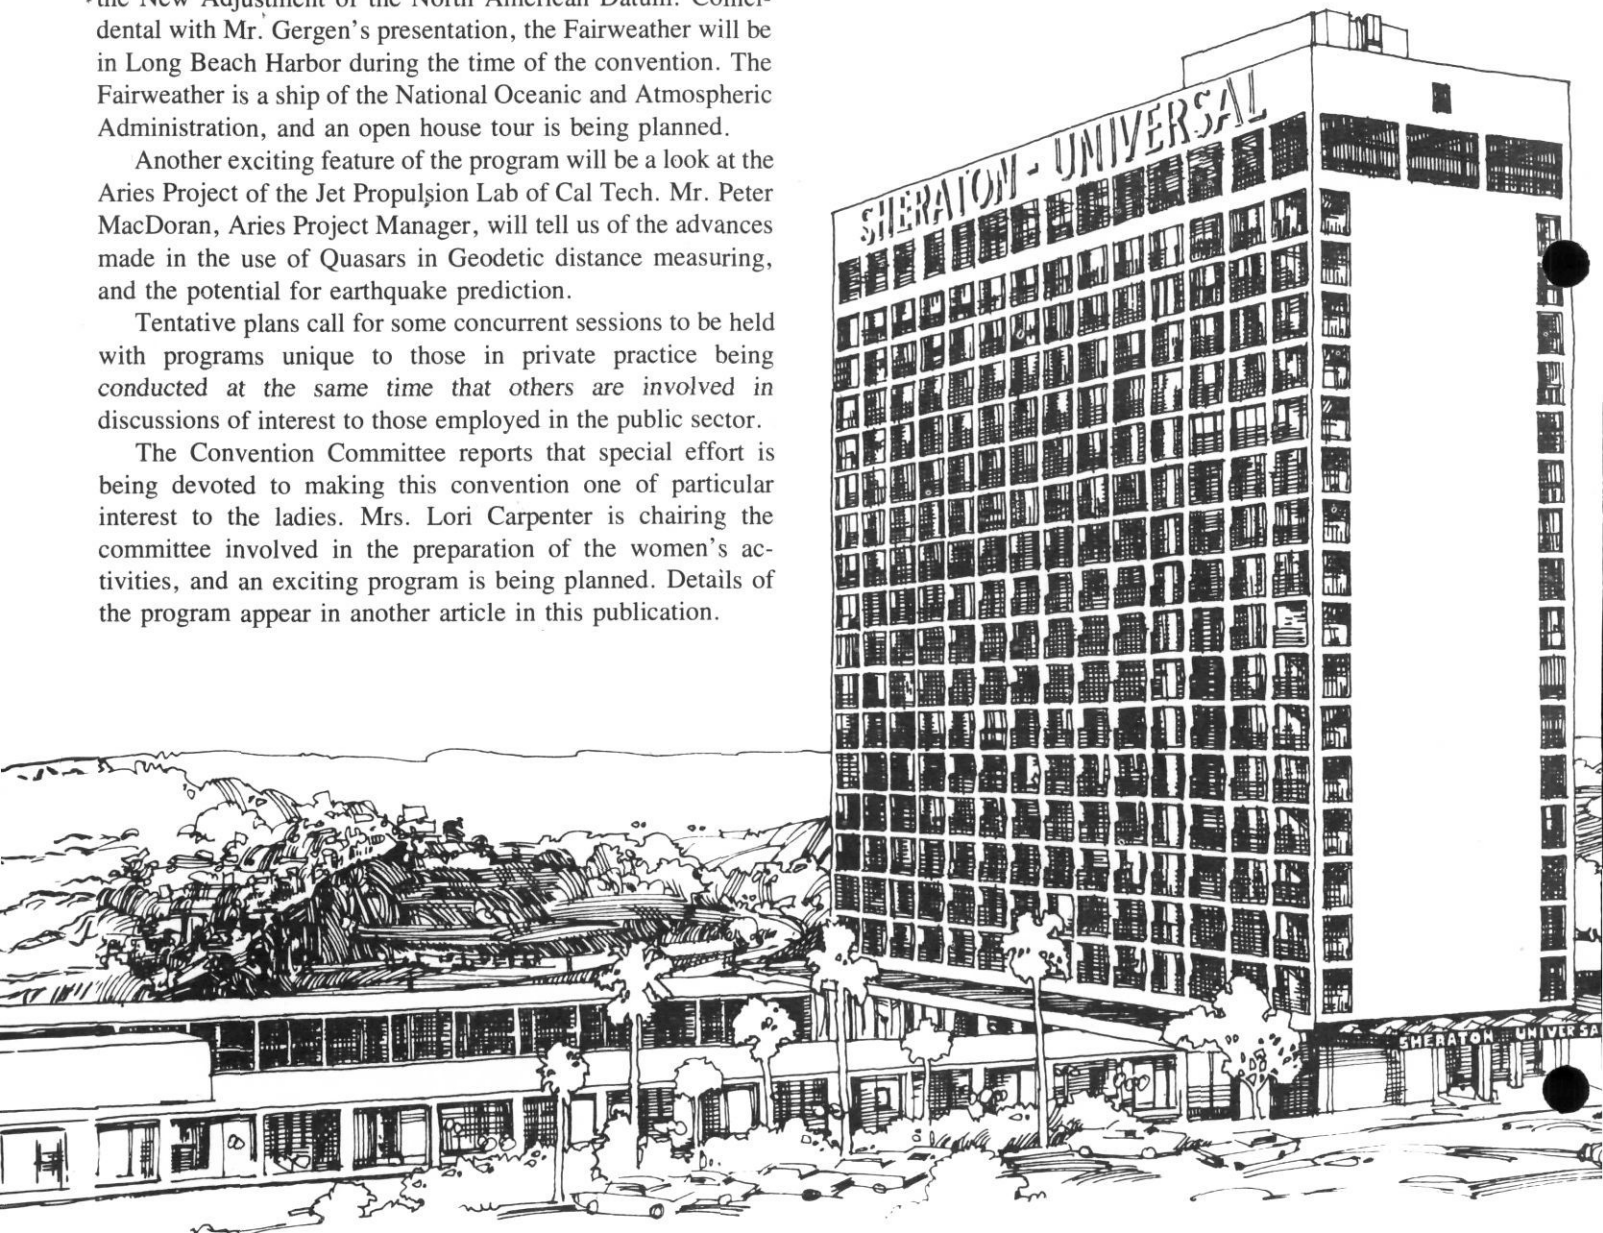 the New Adjustment of the North American Datum. Coinci-
dental with Mr. Gergen's presentation, the Fairweather will be
in Long Beach Harbor during the time of the convention. The
Fairweather is a ship of the National Oceanic and Atmospheric
Administration, and an open house tour is being planned.
Another exciting feature of the program will be a look at the
Aries Project of the Jet Propulsion Lab of Cal Tech. Mr. Peter
MacDoran, Aries Project Manager, will tell us of the advances
made in the use of Quasars in Geodetic distance measuring,
and the potential for earthquake prediction.
Tentative plans call for some concurrent sessions to be held
with programs unique to those in private practice being
conducted at the same time that others are involved in
discussions of interest to those employed in the public sector.
The Convention Committee reports that special effort is
being devoted to making this convention one of particular
interest to the ladies. Mrs. Lori Carpenter is chairing the
committee involved in the preparation of the women's ac-
tivities, and an exciting program is being planned. Details of
the program appear in another article in this publication.
SHERATON - UNIVERSAL
SHERATON UNIVERSA